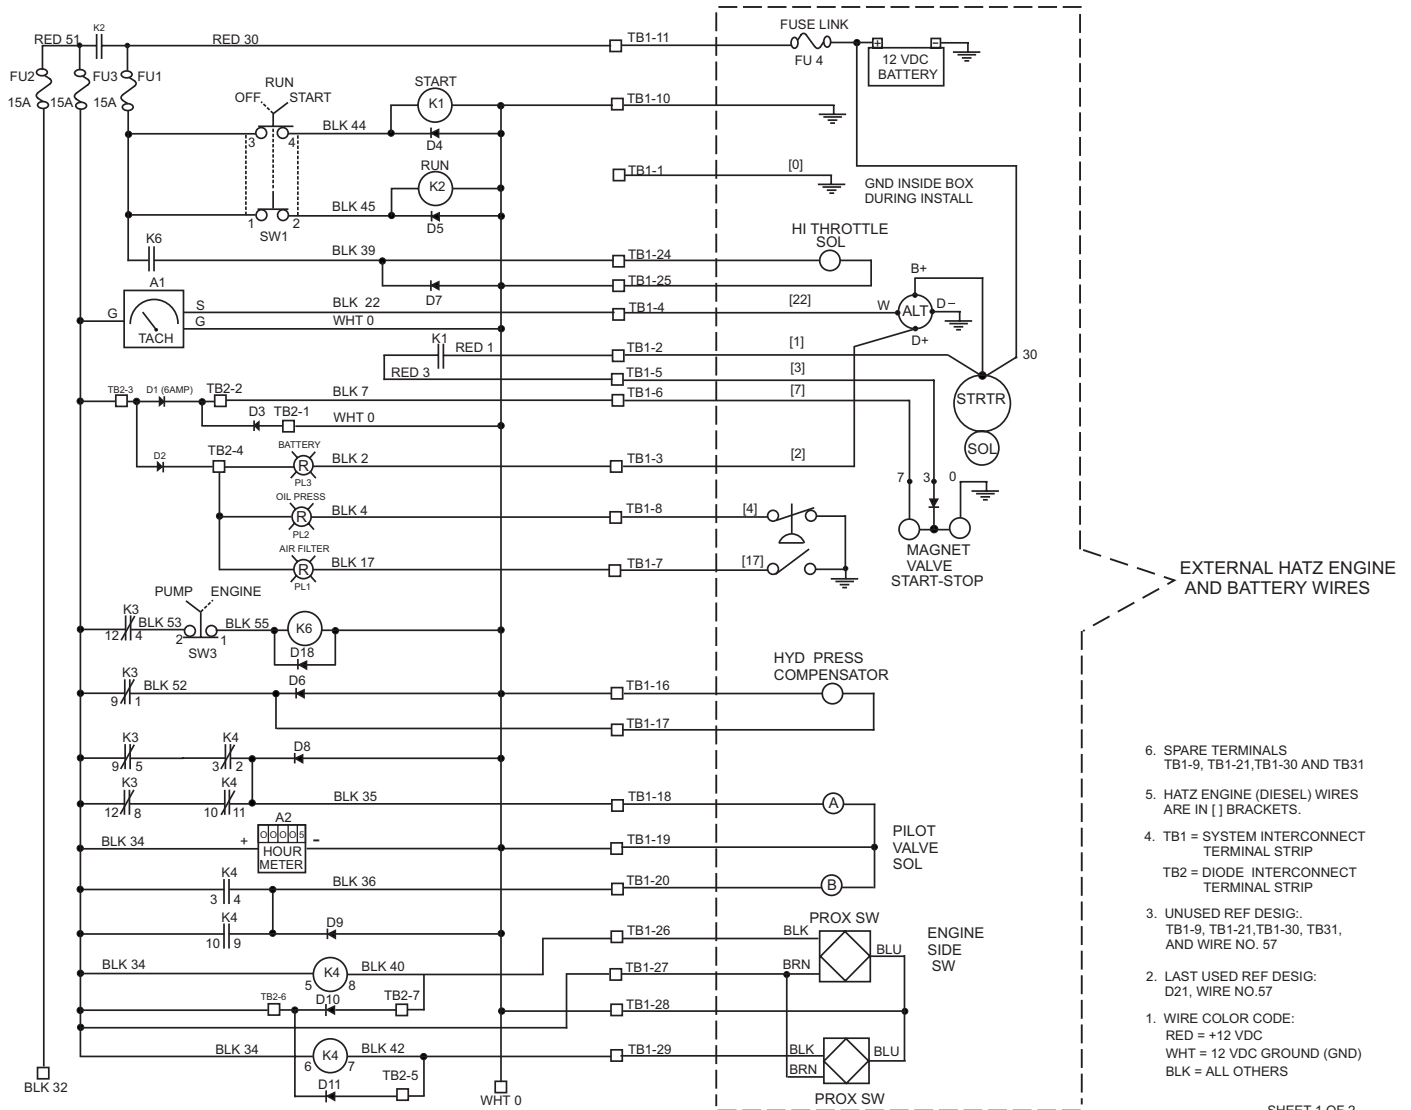 RED 51
K2
RED 30
TB1-11
FUSE LINK
FU 4
+
-
12 VDC
BATTERY
FU2
FU3
FU1
15A
15A
15A
RUN
OFF
START
START
K1
TB1-10
3
4
BLK 44
D4
RUN
K2
TB1-1
[0]
GND INSIDE BOX
DURING INSTALL
1
2
BLK 45
D5
SW1
K6
BLK 39
TB1-24
HI THROTTLE
SOL
D7
TB1-25
A1
G
S
G
TACH
BLK 22
WHT 0
TB1-4
[22]
W
B+
ALT
D–
D+
K1
RED 1
TB1-2
[1]
30
RED 3
TB1-5
[3]
STRTR
SOL
TB2-3
D1 (6AMP)
TB2-2
BLK 7
TB1-6
[7]
D3
TB2-1
WHT 0
D2
TB2-4
BATTERY
R
PL3
BLK 2
TB1-3
[2]
7
3
0
OIL PRESS
R
PL2
BLK 4
TB1-8
[4]
AIR FILTER
R
PL1
BLK 17
TB1-7
[17]
MAGNET
VALVE
START-STOP
EXTERNAL HATZ ENGINE
AND BATTERY WIRES
PUMP
ENGINE
K3
12
4
BLK 53
2
1
SW3
BLK 55
K6
D18
K3
9
1
BLK 52
D6
TB1-16
HYD PRESS
COMPENSATOR
TB1-17
K3
9
5
K4
3
2
D8
K3
12
8
K4
10
11
BLK 35
TB1-18
A
BLK 34
+
A2
O O O O 5
HOUR
METER
-
TB1-19
PILOT
VALVE
SOL
K4
3
4
BLK 36
TB1-20
B
K4
10
9
D9
TB1-26
PROX SW
BLK
BRN
BLU
ENGINE
SIDE
SW
BLK 34
K4
5
8
BLK 40
TB1-27
TB2-6
D10
TB2-7
TB1-28
BLK 34
K4
6
7
BLK 42
TB1-29
BLK
BRN
BLU
PROX SW
D11
TB2-5
BLK 32
WHT 0
6. SPARE TERMINALS
TB1-9, TB1-21,TB1-30 AND TB31
5. HATZ ENGINE (DIESEL) WIRES
ARE IN [ ] BRACKETS.
4. TB1 = SYSTEM INTERCONNECT
TERMINAL STRIP
TB2 = DIODE INTERCONNECT
TERMINAL STRIP
3. UNUSED REF DESIG:.
TB1-9, TB1-21,TB1-30, TB31,
AND WIRE NO. 57
2. LAST USED REF DESIG:
D21, WIRE NO.57
1. WIRE COLOR CODE:
RED = +12 VDC
WHT = 12 VDC GROUND (GND)
BLK = ALL OTHERS
SHEET 1 OF 2